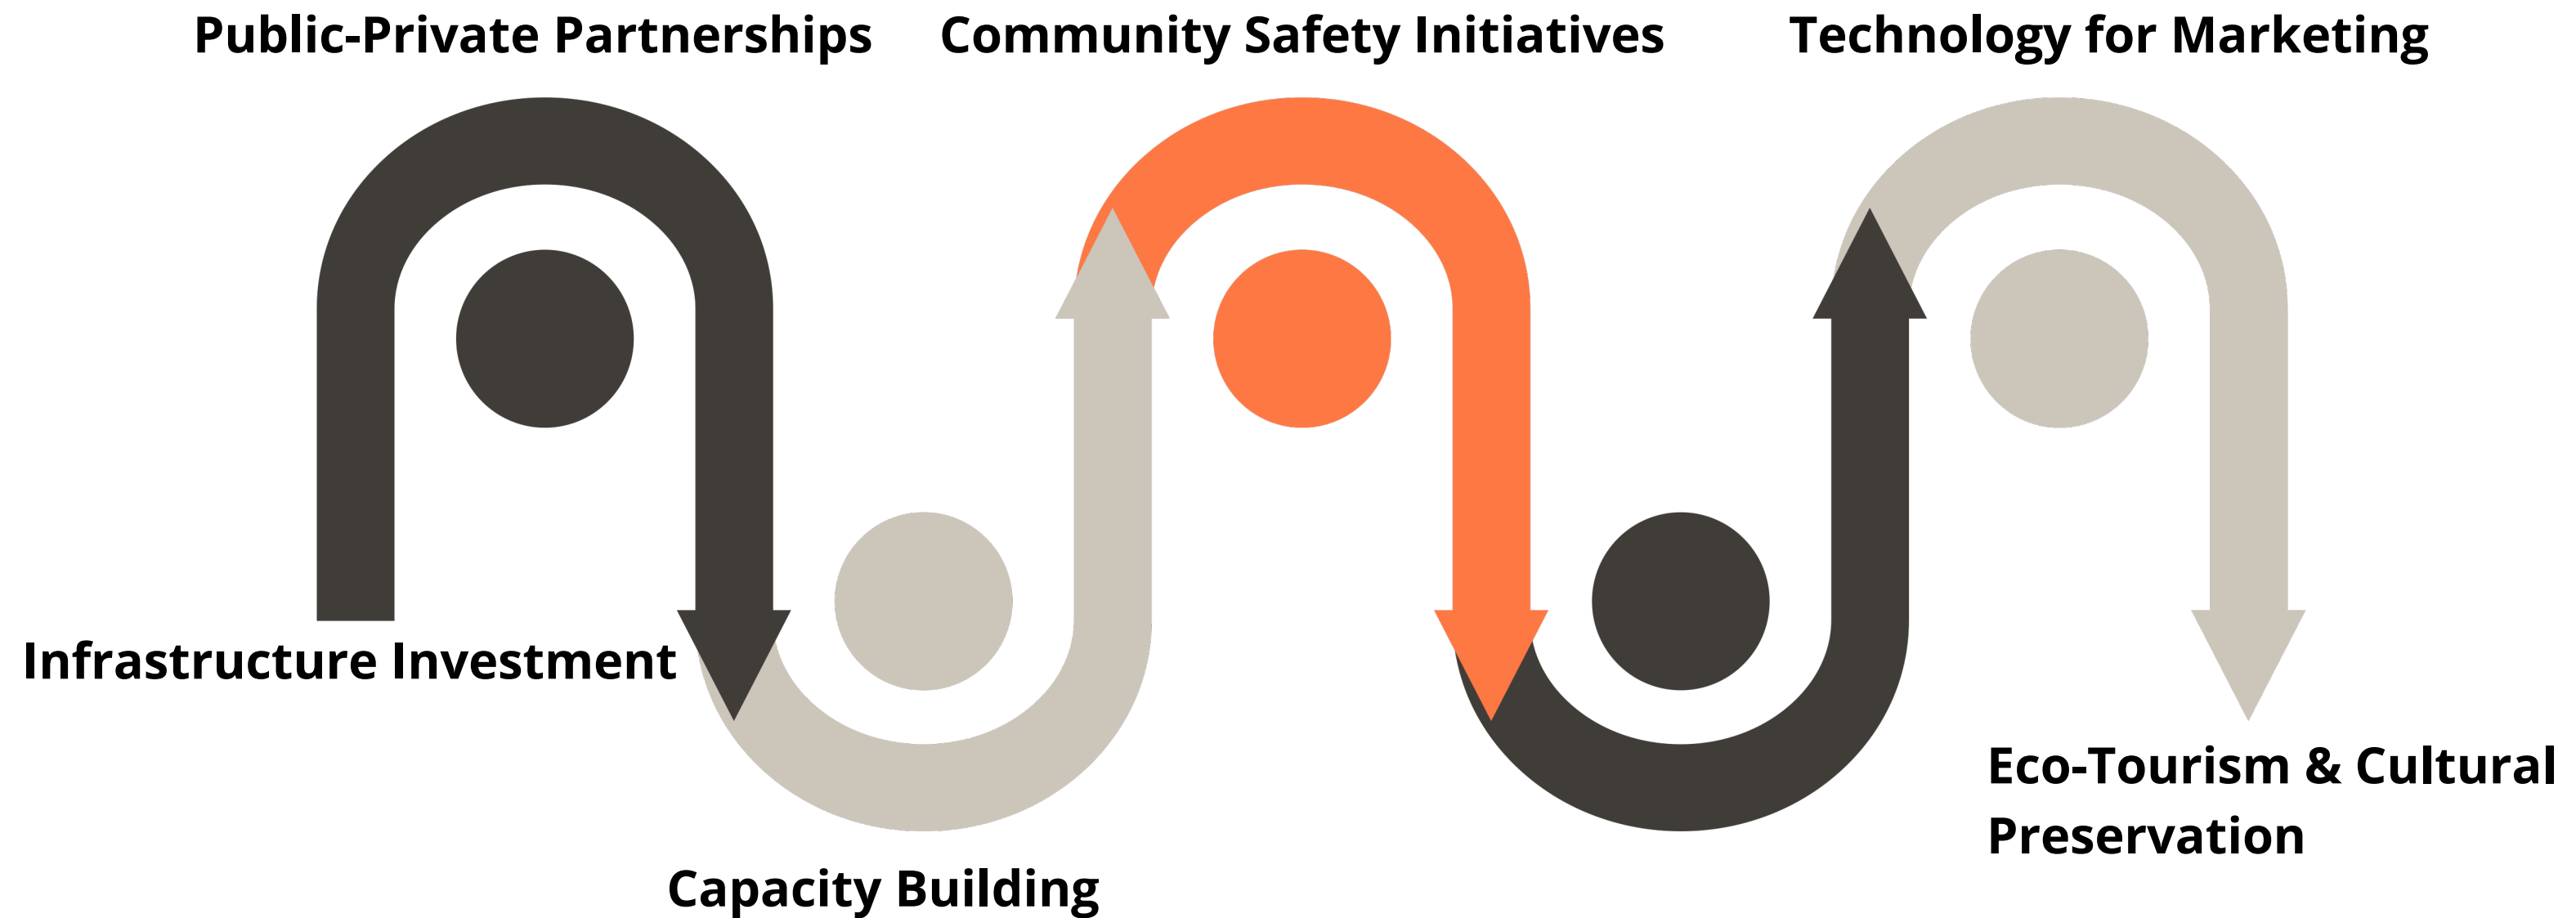 Public-Private Partnerships
Community Safety Initiatives
Technology for Marketing
Infrastructure Investment
Eco-Tourism & Cultural
Preservation
Capacity Building